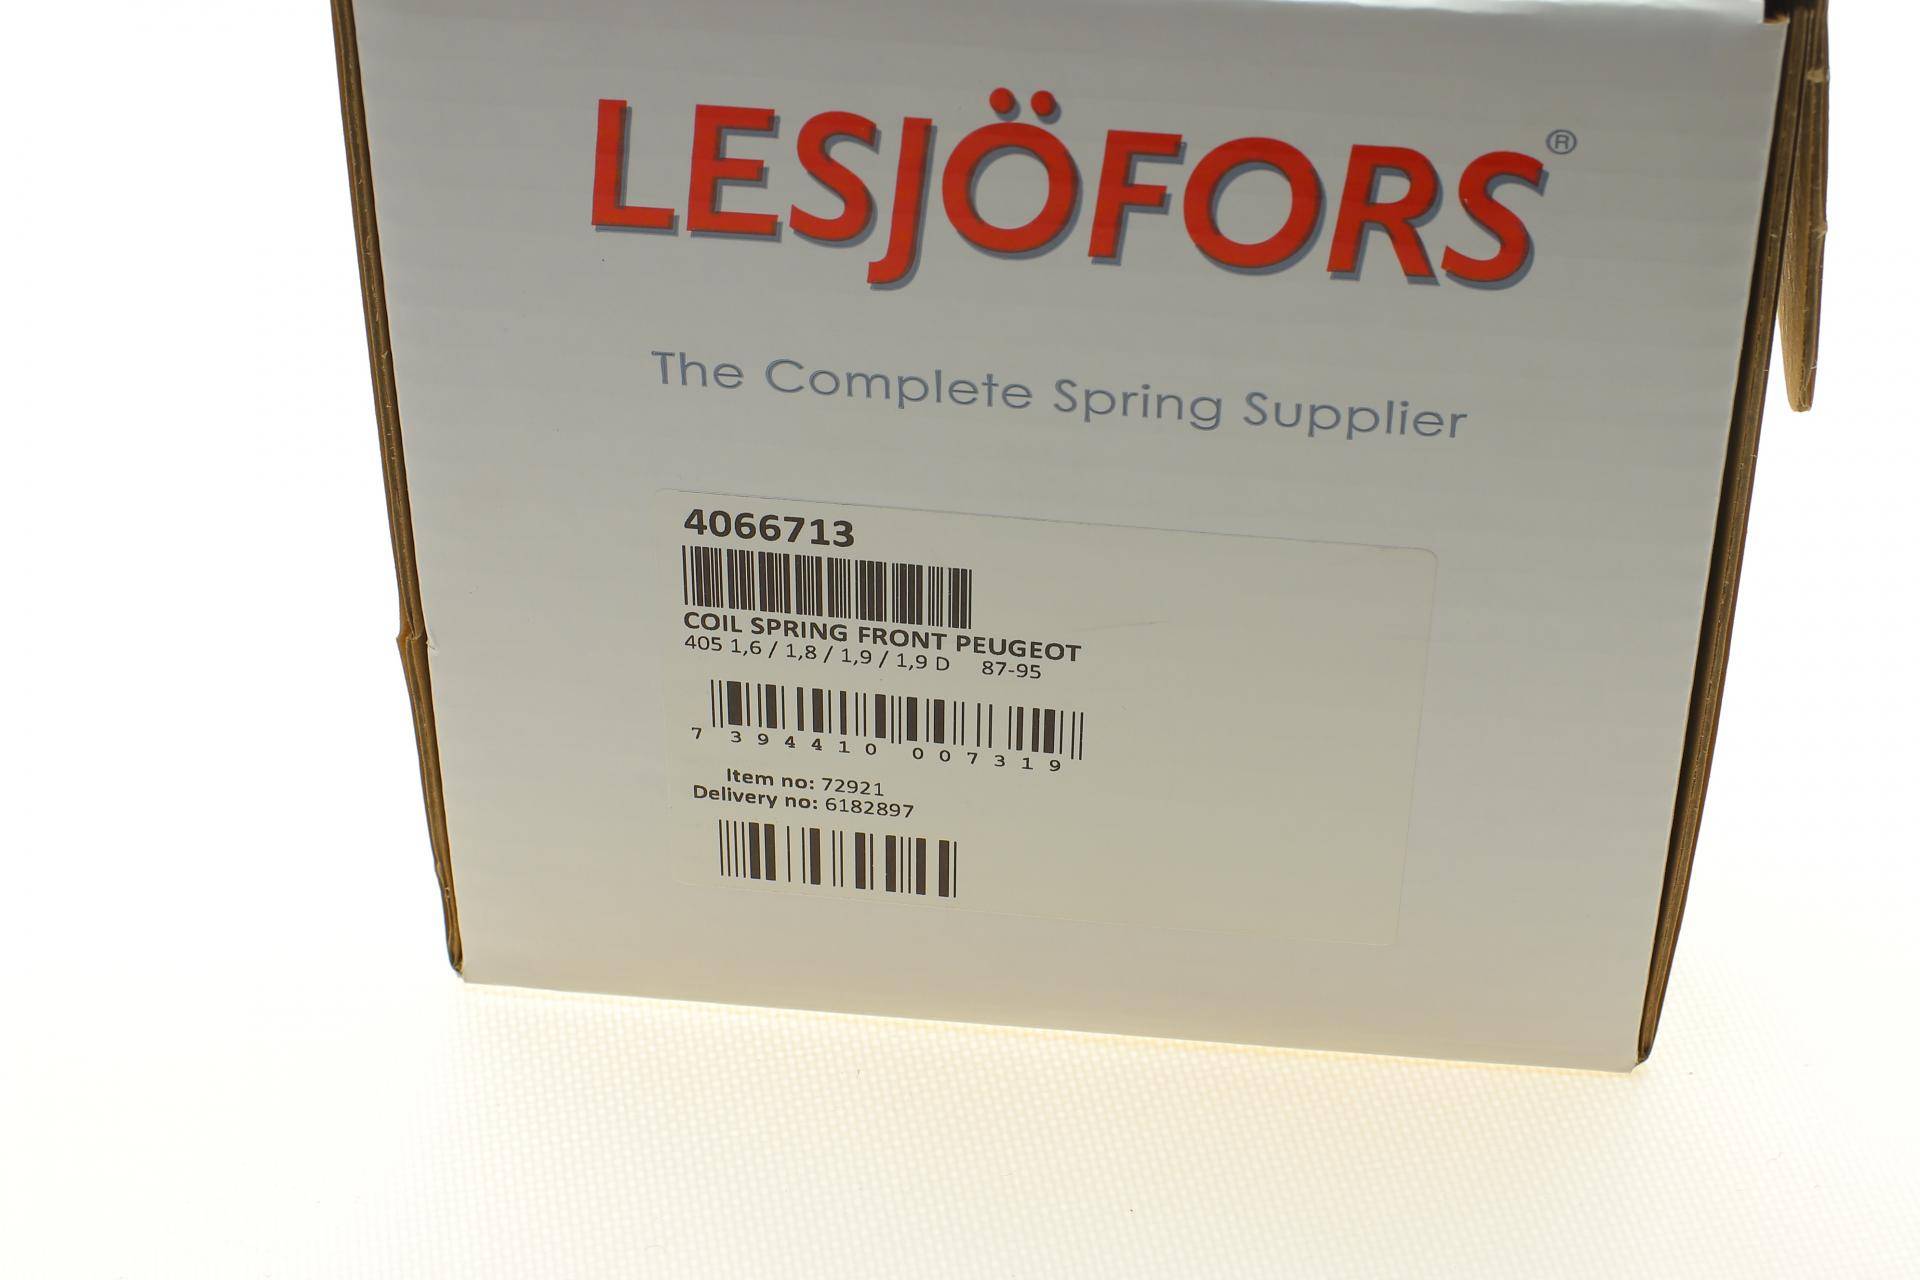 LESJÖFORS®
The Complete Spring Supplier
4066713
COIL SPRING FRONT PEUGEOT
405 1,6 / 1,8 / 1,9 / 1,9 D 87-95
7 394410 007319
Item no: 72921
Delivery no: 6182897